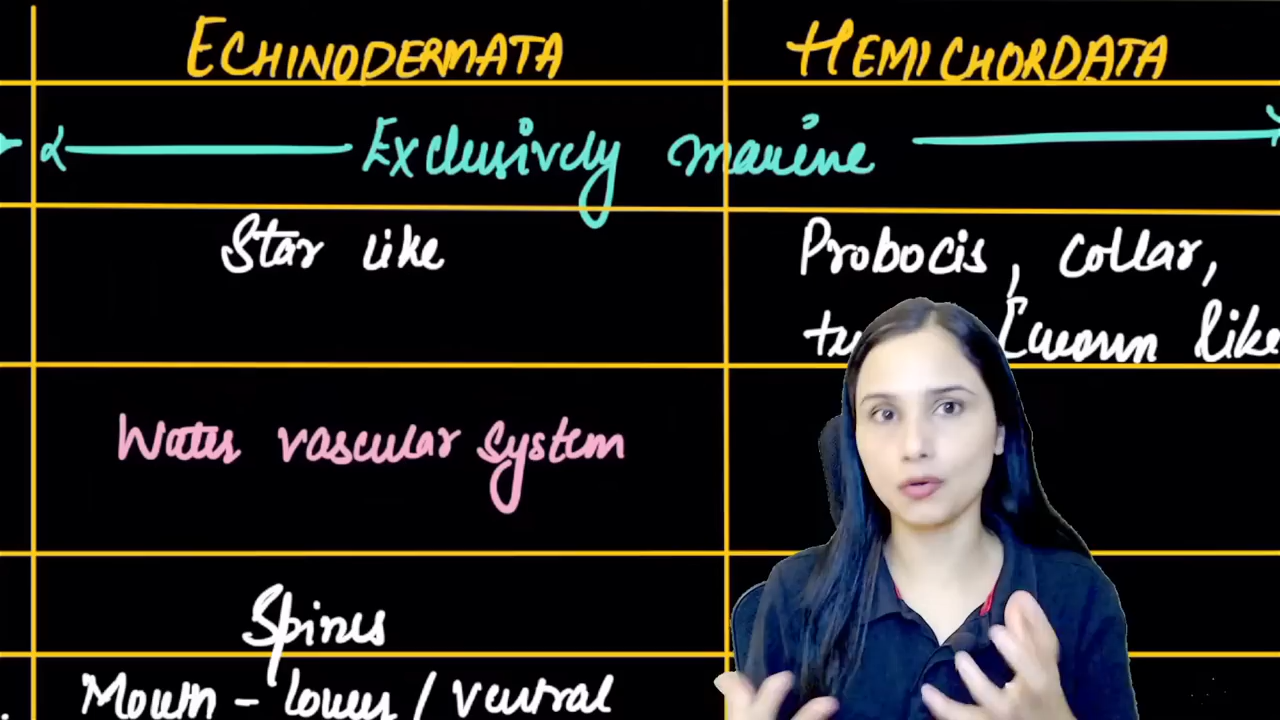 ECHINODERMATA
HEMICHORDATA
Exclusively marine
Star like
Probocis, collar,
worm like
Water vascular system
Spines
Mouth - lower / ventral